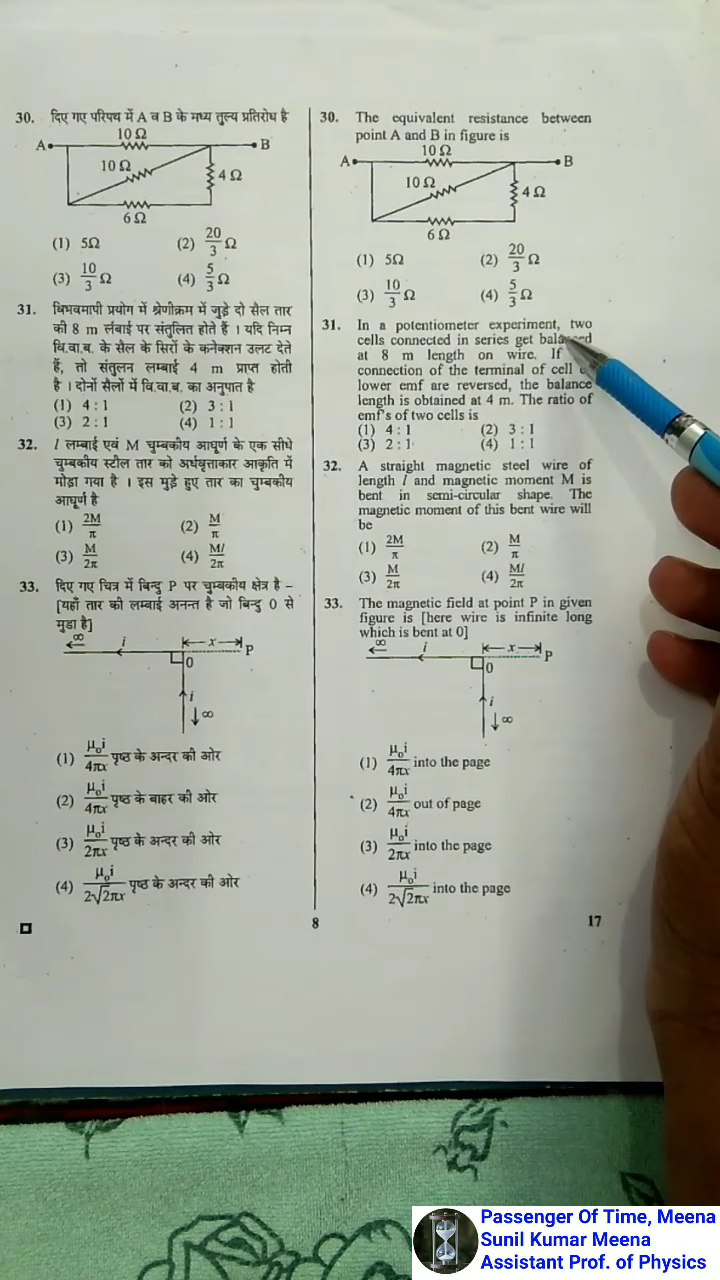 30. दिए गए परिपथ में A व B के मध्य तुल्य प्रतिरोध है
10 Ω
A B
10 Ω
4 Ω
6 Ω
(1) 5Ω (2) 20/3 Ω
(3) 10/3 Ω (4) 5/3 Ω
31. विभवमापी प्रयोग में श्रेणीक्रम में जुड़े दो सैल तार
की 8 m लंबाई पर संतुलित होते हैं । यदि निम्न
वि.वा.ब. के सैल के सिरों के कनेक्शन उलट देते
हैं, तो संतुलन लम्बाई 4 m प्राप्त होती
है । दोनों सैलों में वि.वा.ब. का अनुपात है
(1) 4 : 1 (2) 3 : 1
(3) 2 : 1 (4) 1 : 1
32. l लम्बाई एवं M चुम्बकीय आघूर्ण के एक सीधे
चुम्बकीय स्टील तार को अर्धवृत्ताकार आकृति में
मोड़ा गया है । इस मुड़े हुए तार का चुम्बकीय
आघूर्ण है
(1) 2M/π (2) M/π
(3) M/2π (4) Ml/2π
33. दिए गए चित्र में बिन्दु P पर चुम्बकीय क्षेत्र है –
[यहाँ तार की लम्बाई अनन्त है जो बिन्दु 0 से
मुडा है]
∞ i x P
0
i
∞
(1) μ₀i/4πx पृष्ठ के अन्दर की ओर
(2) μ₀i/4πx पृष्ठ के बाहर की ओर
(3) μ₀i/2πx पृष्ठ के अन्दर की ओर
(4) μ₀i/2√2πx पृष्ठ के अन्दर की ओर
30. The equivalent resistance between
point A and B in figure is
10 Ω
A B
10 Ω
4 Ω
6 Ω
(1) 5Ω (2) 20/3 Ω
(3) 10/3 Ω (4) 5/3 Ω
31. In a potentiometer experiment, two
cells connected in series get balanced
at 8 m length on wire. If
connection of the terminal of cell
lower emf are reversed, the balance
length is obtained at 4 m. The ratio of
emf's of two cells is
(1) 4 : 1 (2) 3 : 1
(3) 2 : 1 (4) 1 : 1
32. A straight magnetic steel wire of
length l and magnetic moment M is
bent in semi-circular shape. The
magnetic moment of this bent wire will
be
(1) 2M/π (2) M/π
(3) M/2π (4) Ml/2π
33. The magnetic field at point P in given
figure is [here wire is infinite long
which is bent at 0]
∞ i x P
0
i
∞
(1) μ₀i/4πx into the page
(2) μ₀i/4πx out of page
(3) μ₀i/2πx into the page
(4) μ₀i/2√2πx into the page
8 17
Passenger Of Time, Meena
Sunil Kumar Meena
Assistant Prof. of Physics